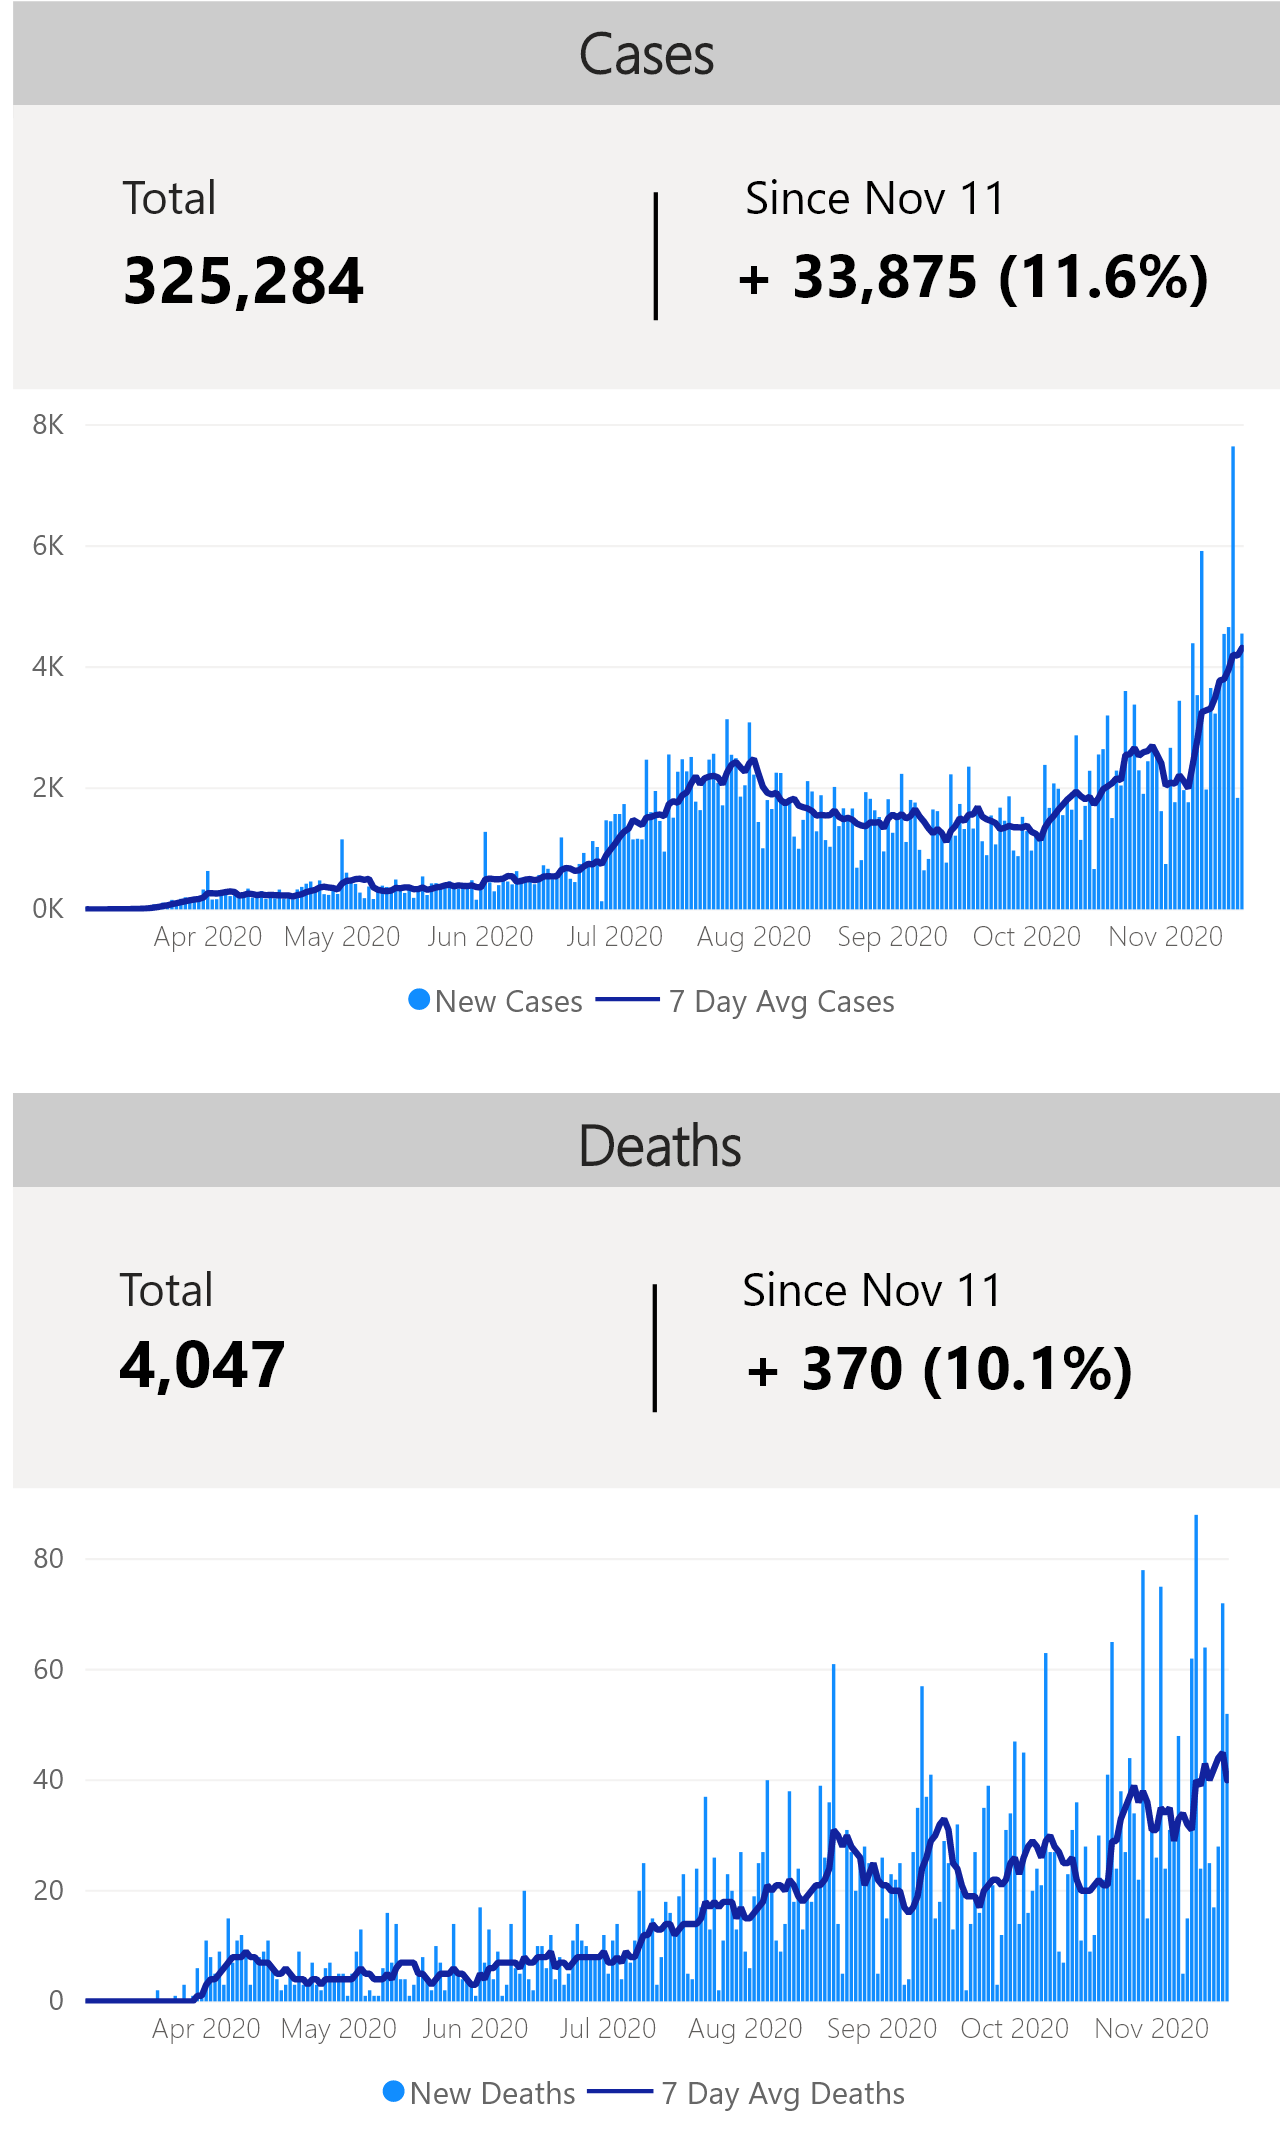 Cases
Total
Since Nov 11
325,284
+ 33,875 (11.6%)
8K
6K
4K
2K
0K
Apr 2020 May 2020 Jun 2020 Jul 2020 Aug 2020 Sep 2020 Oct 2020 Nov 2020
New Cases 7 Day Avg Cases
Deaths
Total
Since Nov 11
4,047
+ 370 (10.1%)
80
60
40
20
0
Apr 2020 May 2020 Jun 2020 Jul 2020 Aug 2020 Sep 2020 Oct 2020 Nov 2020
New Deaths 7 Day Avg Deaths